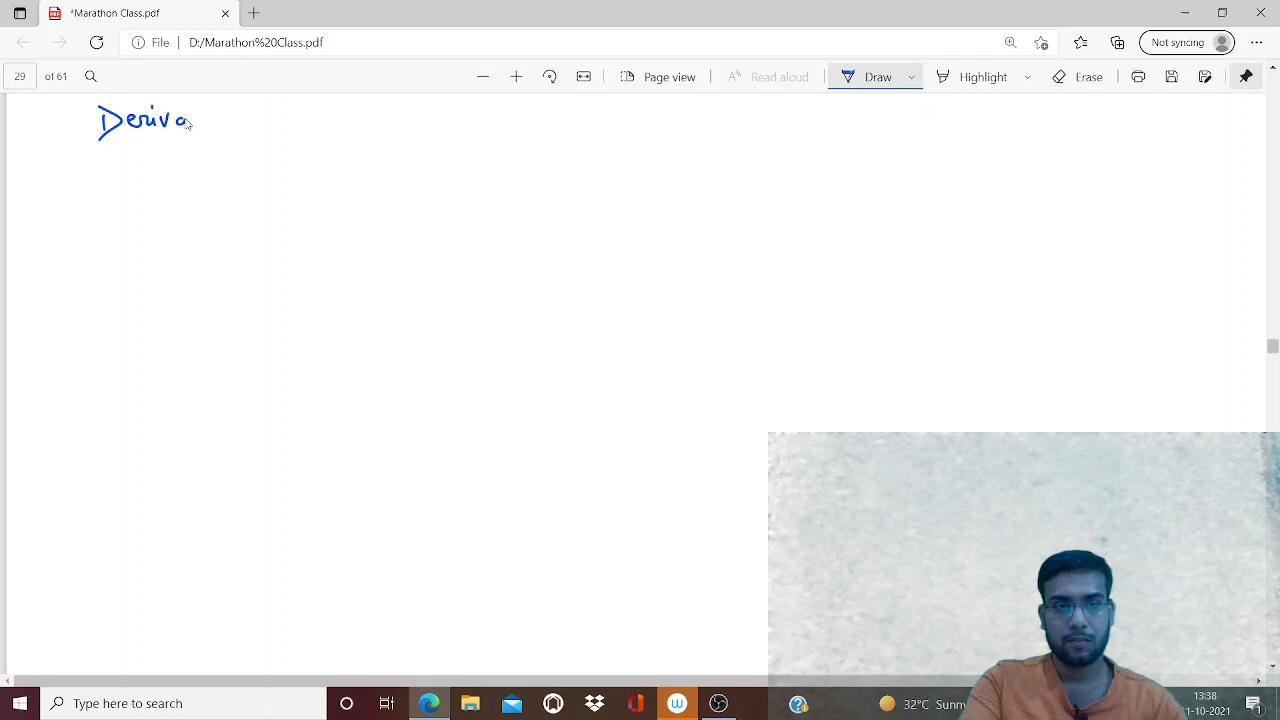 *Marathon Class.pdf
File | D:/Marathon%20Class.pdf
Not syncing
29 of 61
Page view
Read aloud
Draw
Highlight
Erase
Deriva
Type here to search
32°C Sunny
13:38
1-10-2021